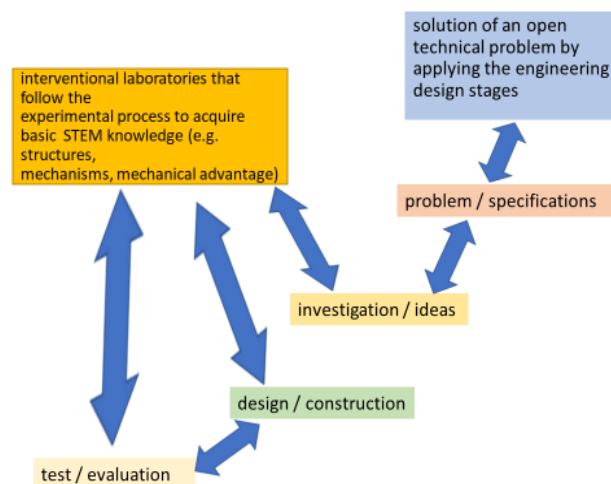 solution of an open
technical problem by
applying the engineering
design stages
interventional laboratories that
follow the
experimental process to acquire
basic STEM knowledge (e.g.
structures,
mechanisms, mechanical advantage)
problem / specifications
investigation / ideas
design / construction
test / evaluation